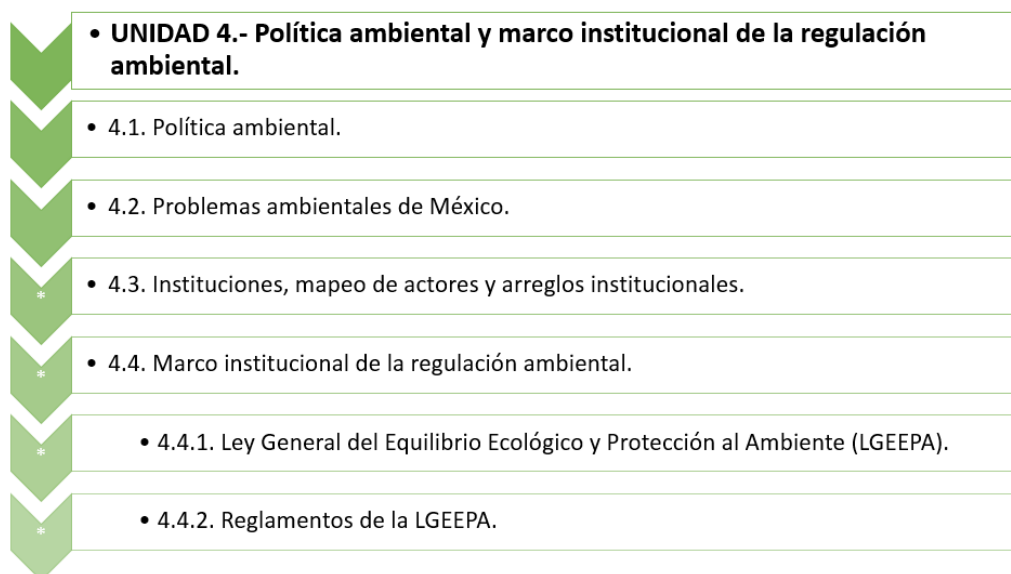 • UNIDAD 4.- Política ambiental y marco institucional de la regulación
ambiental.
• 4.1. Política ambiental.
• 4.2. Problemas ambientales de México.
* • 4.3. Instituciones, mapeo de actores y arreglos institucionales.
* • 4.4. Marco institucional de la regulación ambiental.
* • 4.4.1. Ley General del Equilibrio Ecológico y Protección al Ambiente (LGEEPA).
* • 4.4.2. Reglamentos de la LGEEPA.